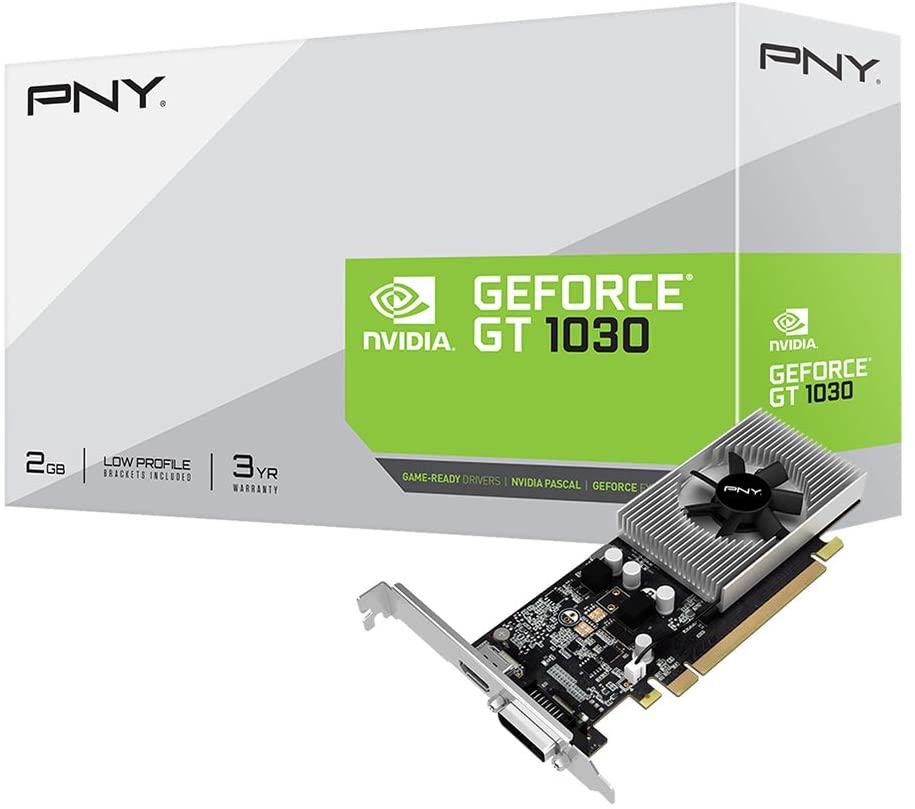 PNY®
PNY®
NVIDIA®
GEFORCE®
GT 1030
NVIDIA®
GEFORCE®
GT 1030
2GB
LOW PROFILE
BRACKETS INCLUDED
3YR
WARRANTY
GAME-READY DRIVERS | NVIDIA PASCAL | GEFORCE
PNY